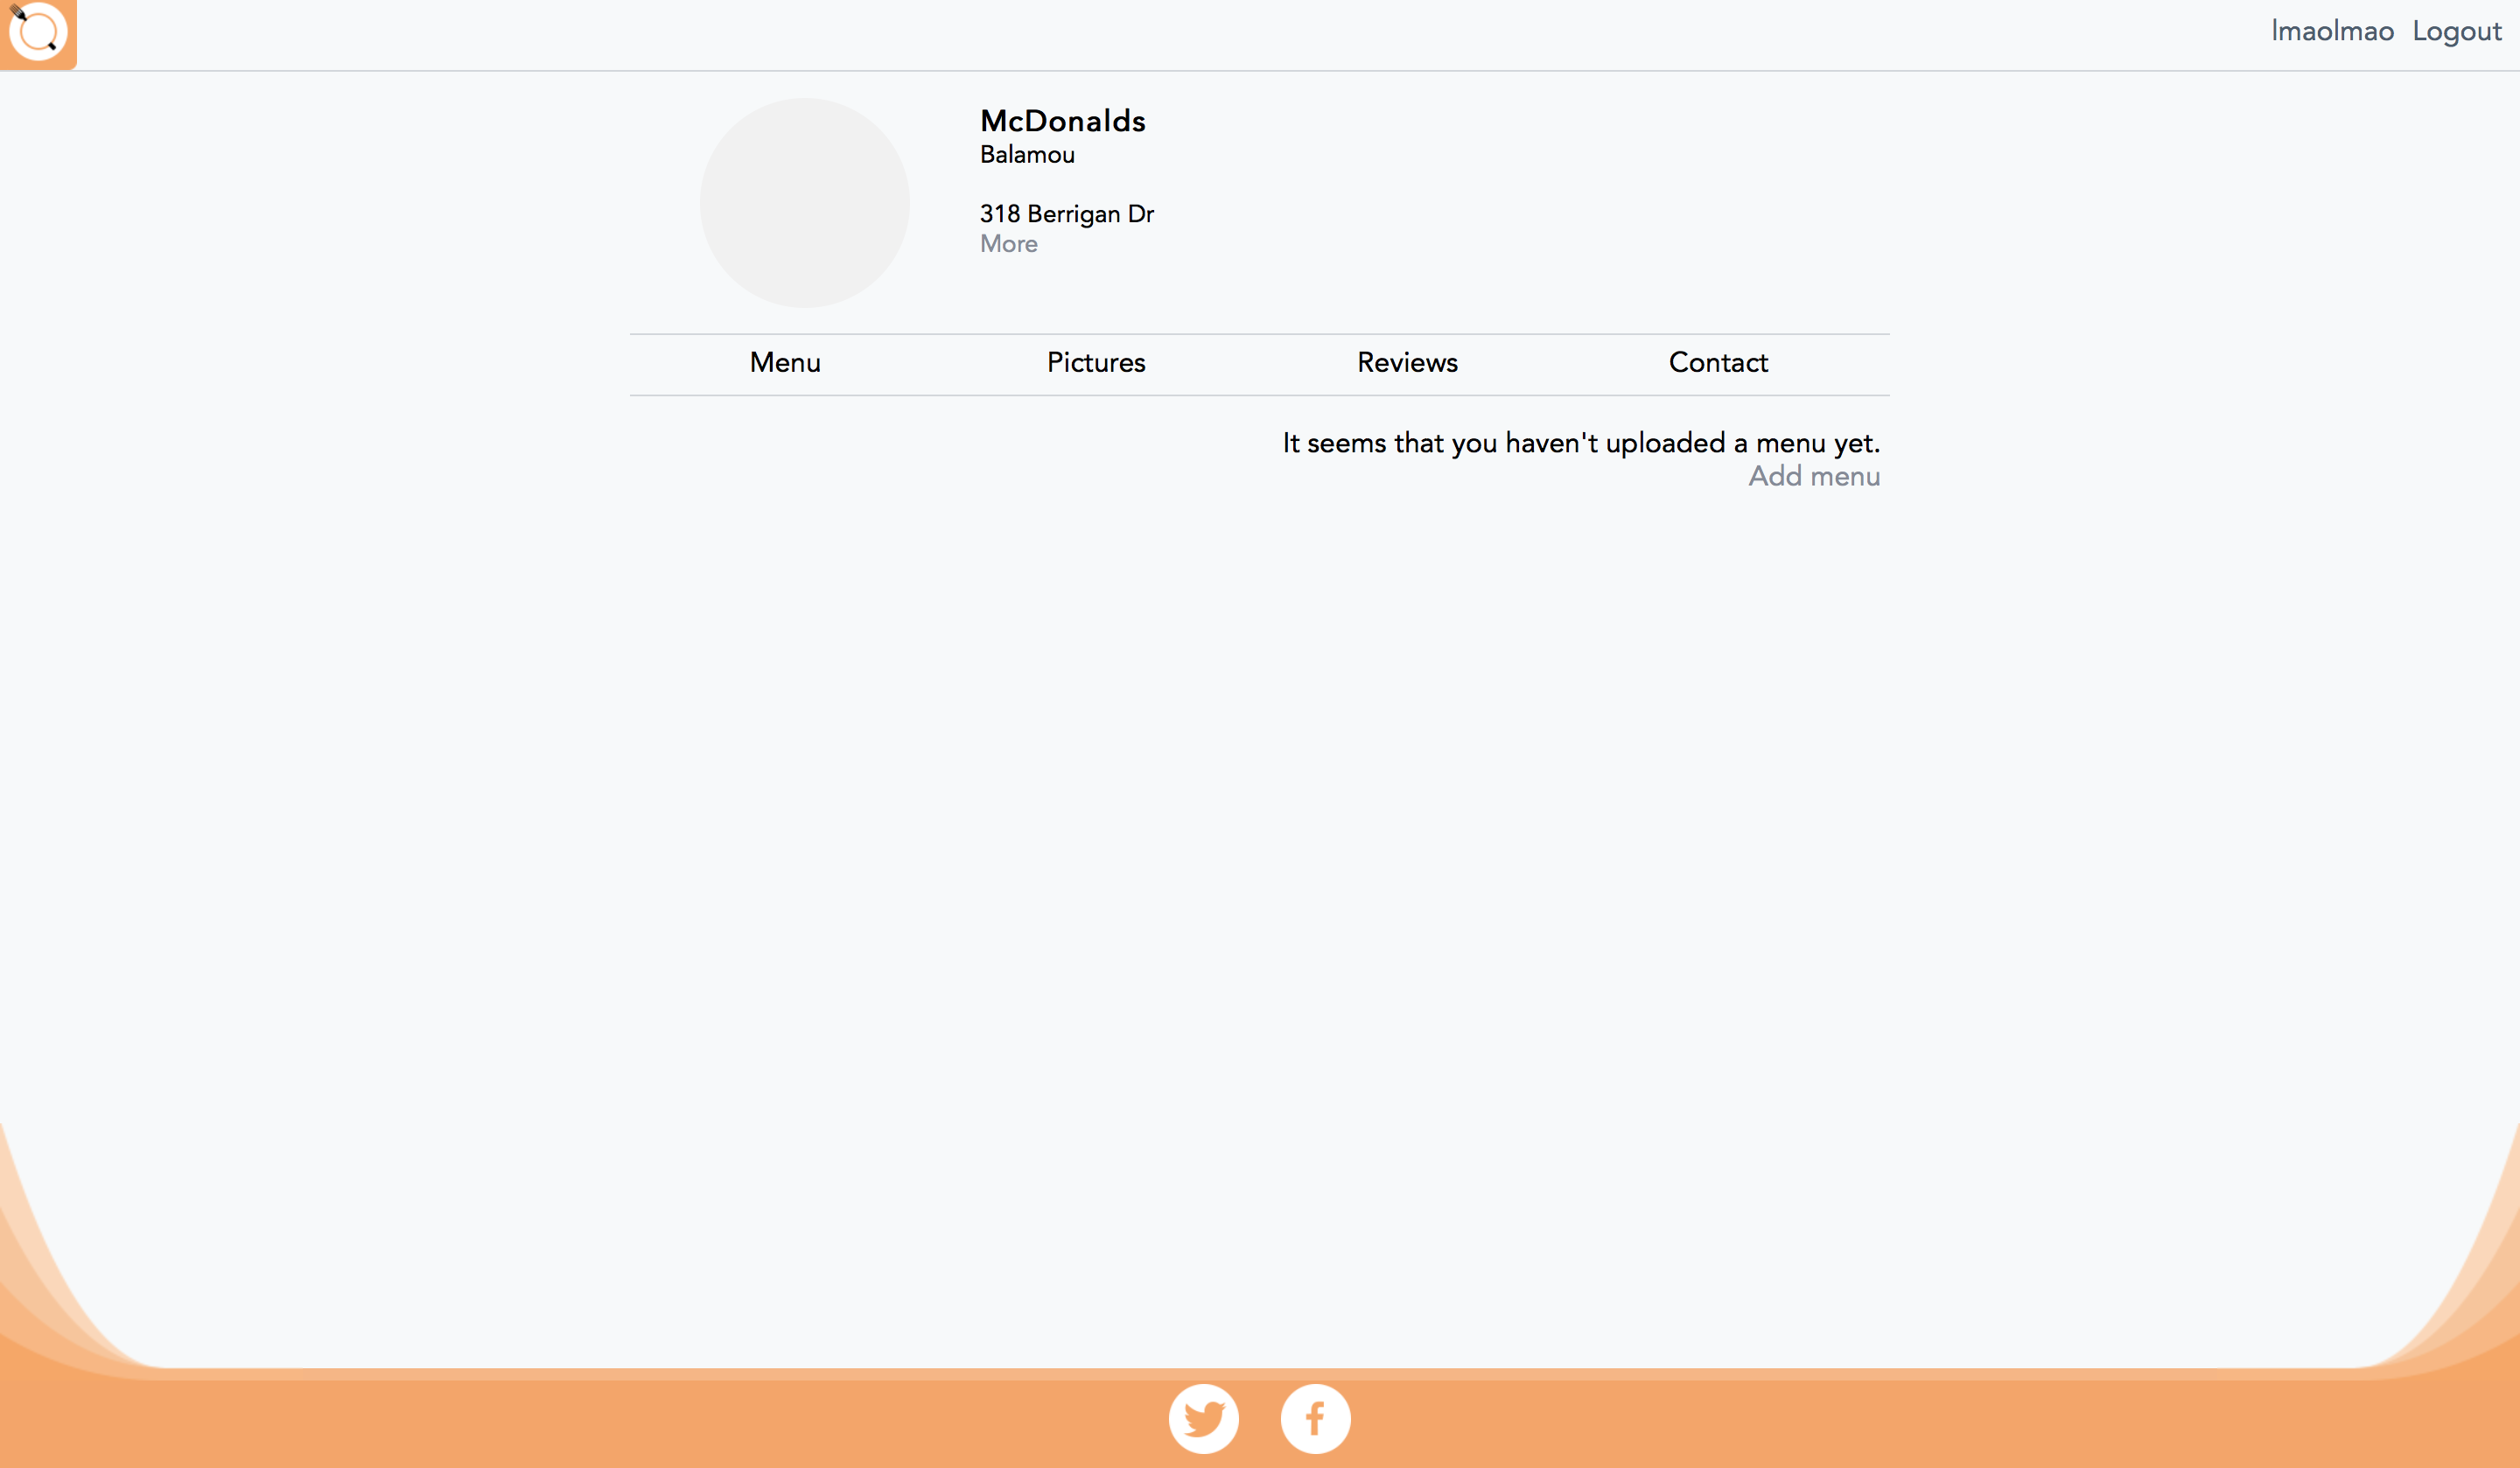 lmaolmao Logout
McDonalds
Balamou
318 Berrigan Dr
More
Menu Pictures Reviews Contact
It seems that you haven't uploaded a menu yet.
Add menu